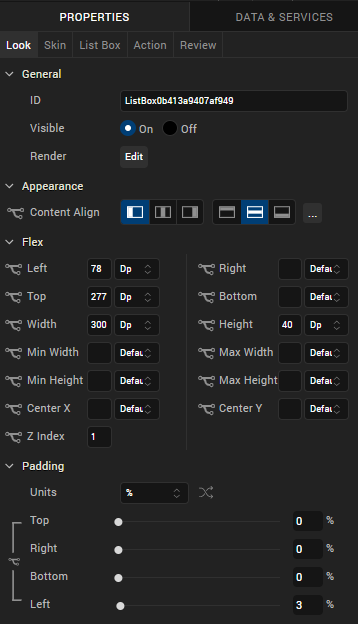 PROPERTIES DATA & SERVICES
Look Skin List Box Action Review
General
ID ListBox0b413a9407af949
Visible On Off
Render Edit
Appearance
Content Align ...
Flex
Left 78 Dp Right Defau
Top 277 Dp Bottom Defau
Width 300 Dp Height 40 Dp
Min Width Defau Max Width Defau
Min Height Defau Max Height Defau
Center X Defau Center Y Defau
Z Index 1
Padding
Units %
Top 0 %
Right 0 %
Bottom 0 %
Left 3 %